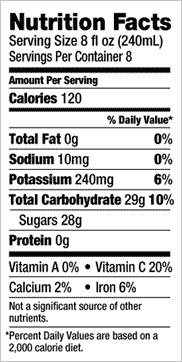 Nutrition Facts
Serving Size 8 fl oz (240mL)
Servings Per Container 8
Amount Per Serving
Calories 120
% Daily Value*
Total Fat 0g 0%
Sodium 10mg 0%
Potassium 240mg 6%
Total Carbohydrate 29g 10%
Sugars 28g
Protein 0g
Vitamin A 0% • Vitamin C 20%
Calcium 2% • Iron 6%
Not a significant source of other
nutrients.
*Percent Daily Values are based on a
2,000 calorie diet.